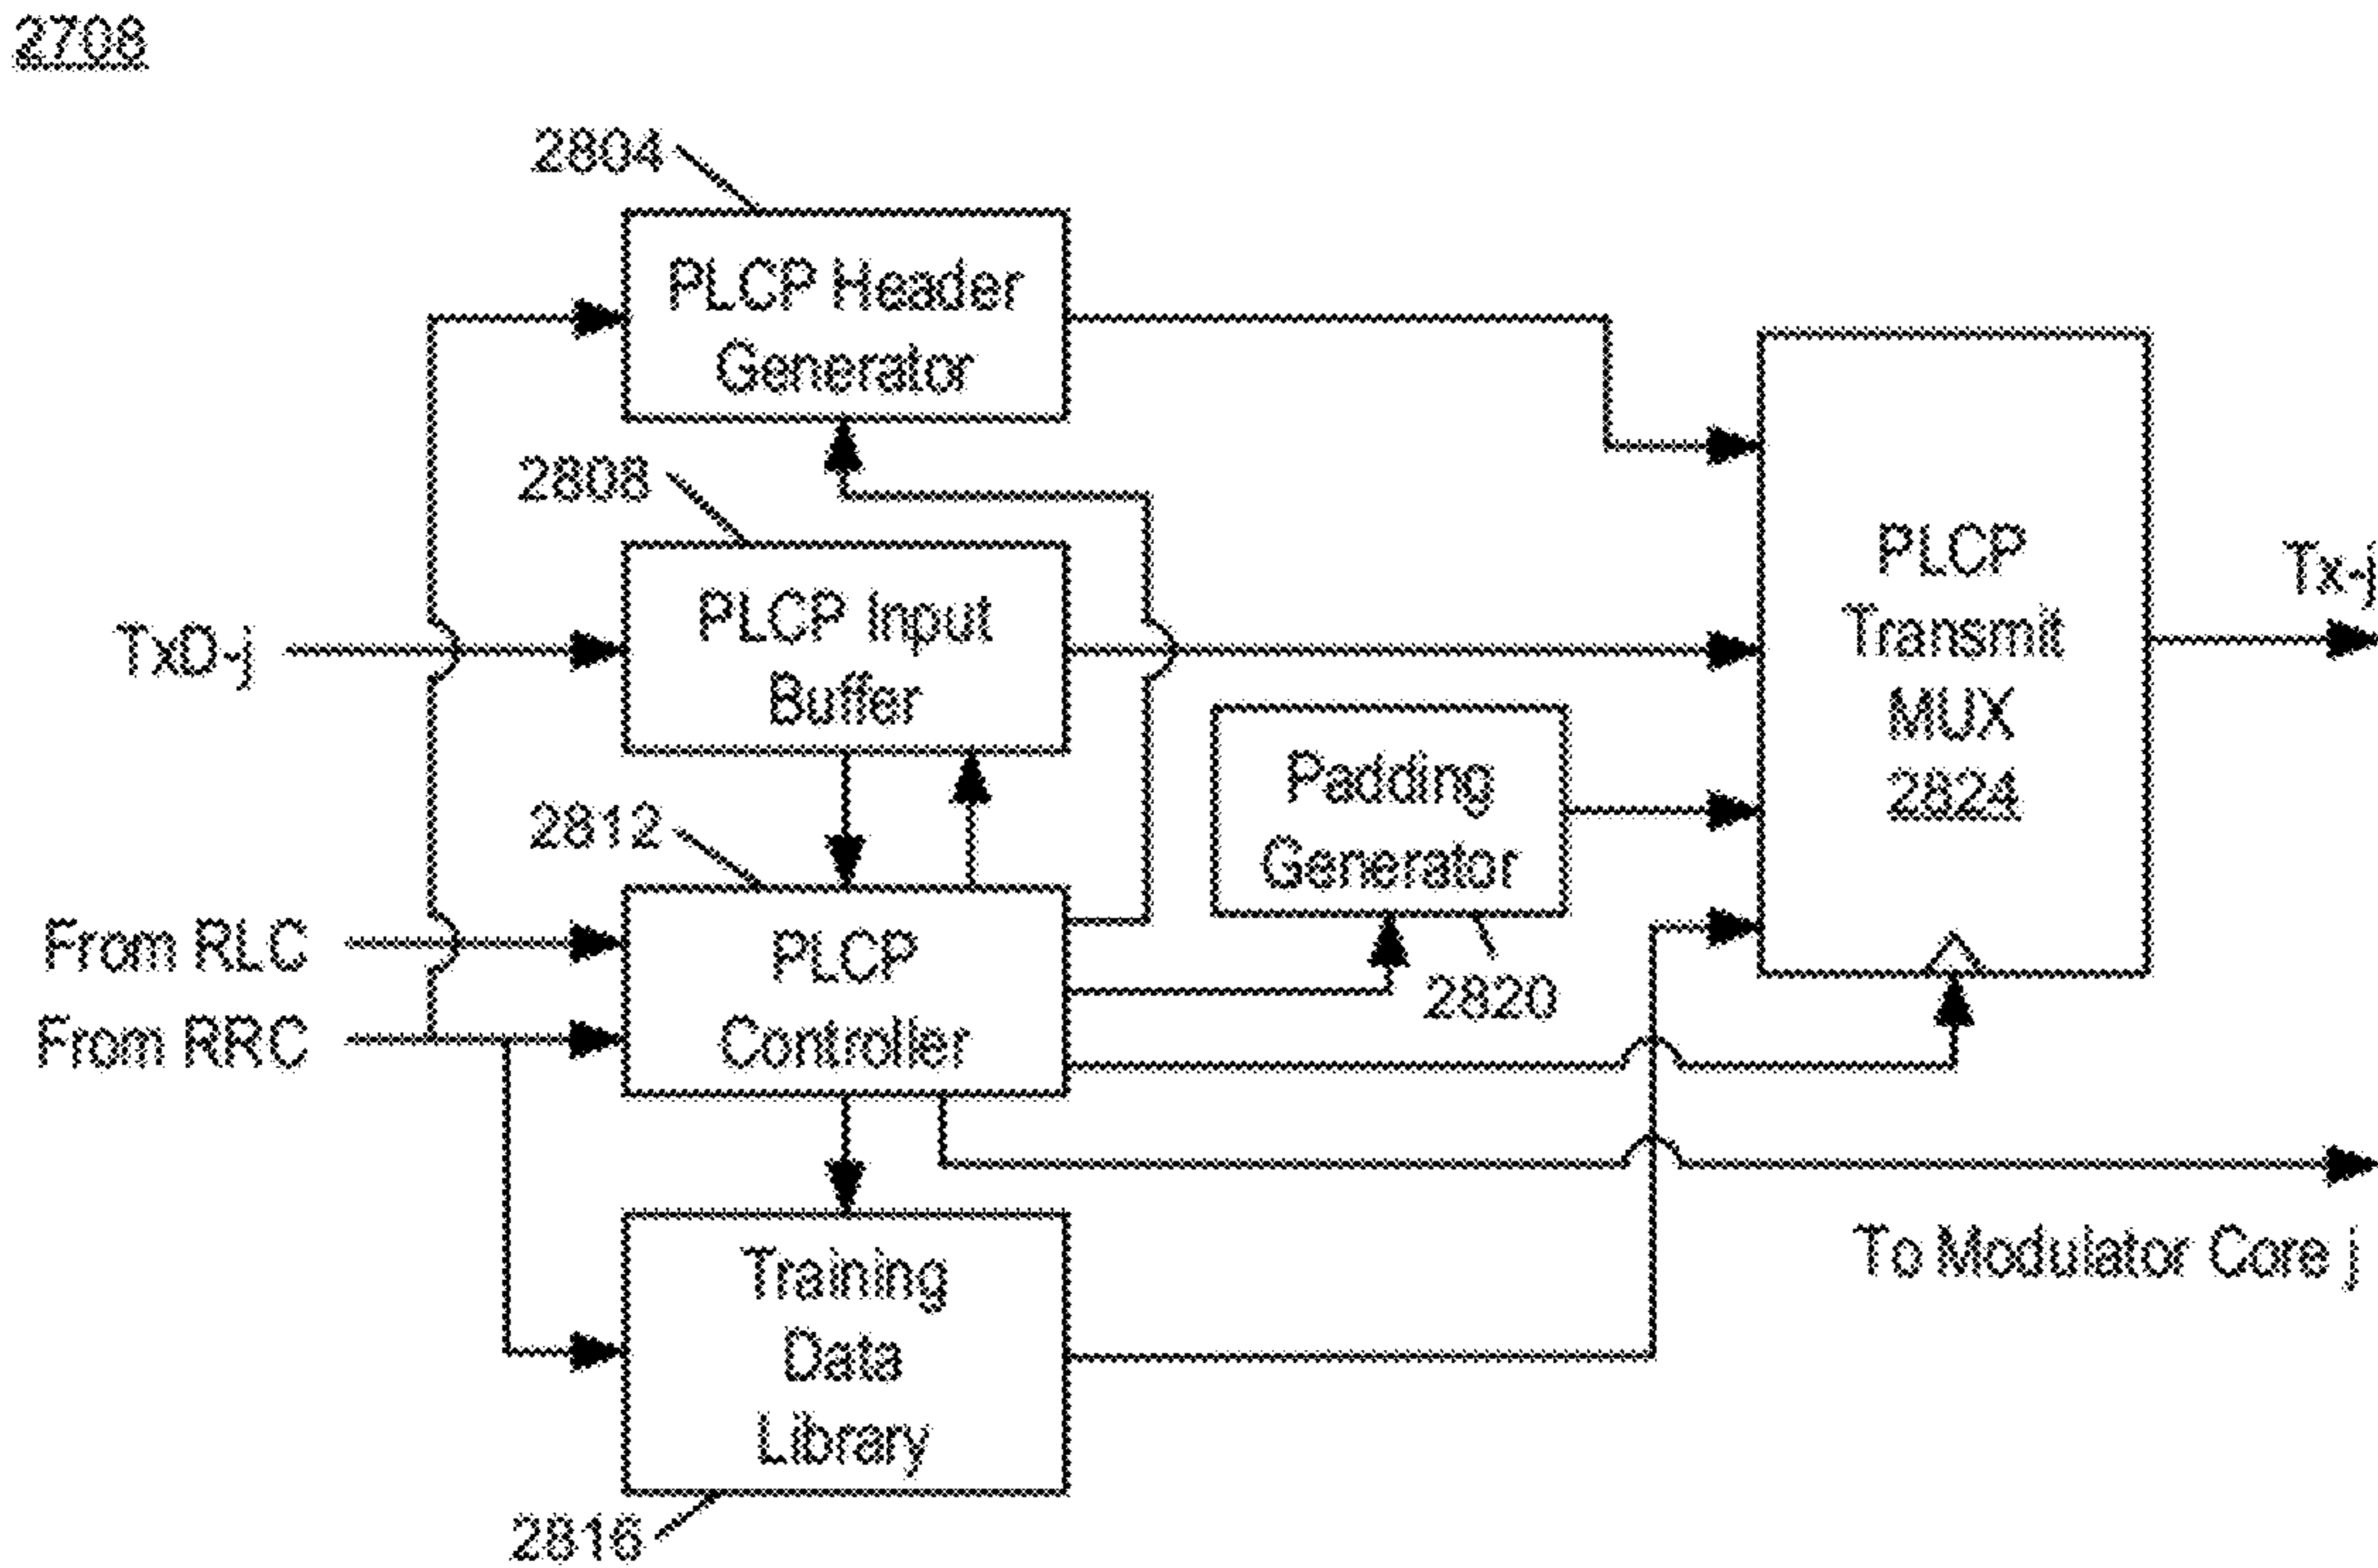 2708
2804
PLCP Header
Generator
2808
PLCP Input
Buffer
TxD-j
2812
From RLC
From RRC
PLCP
Controller
Padding
Generator
2820
PLCP
Transmit
MUX
2824
Tx-j
To Modulator Core j
Training
Data
Library
2816